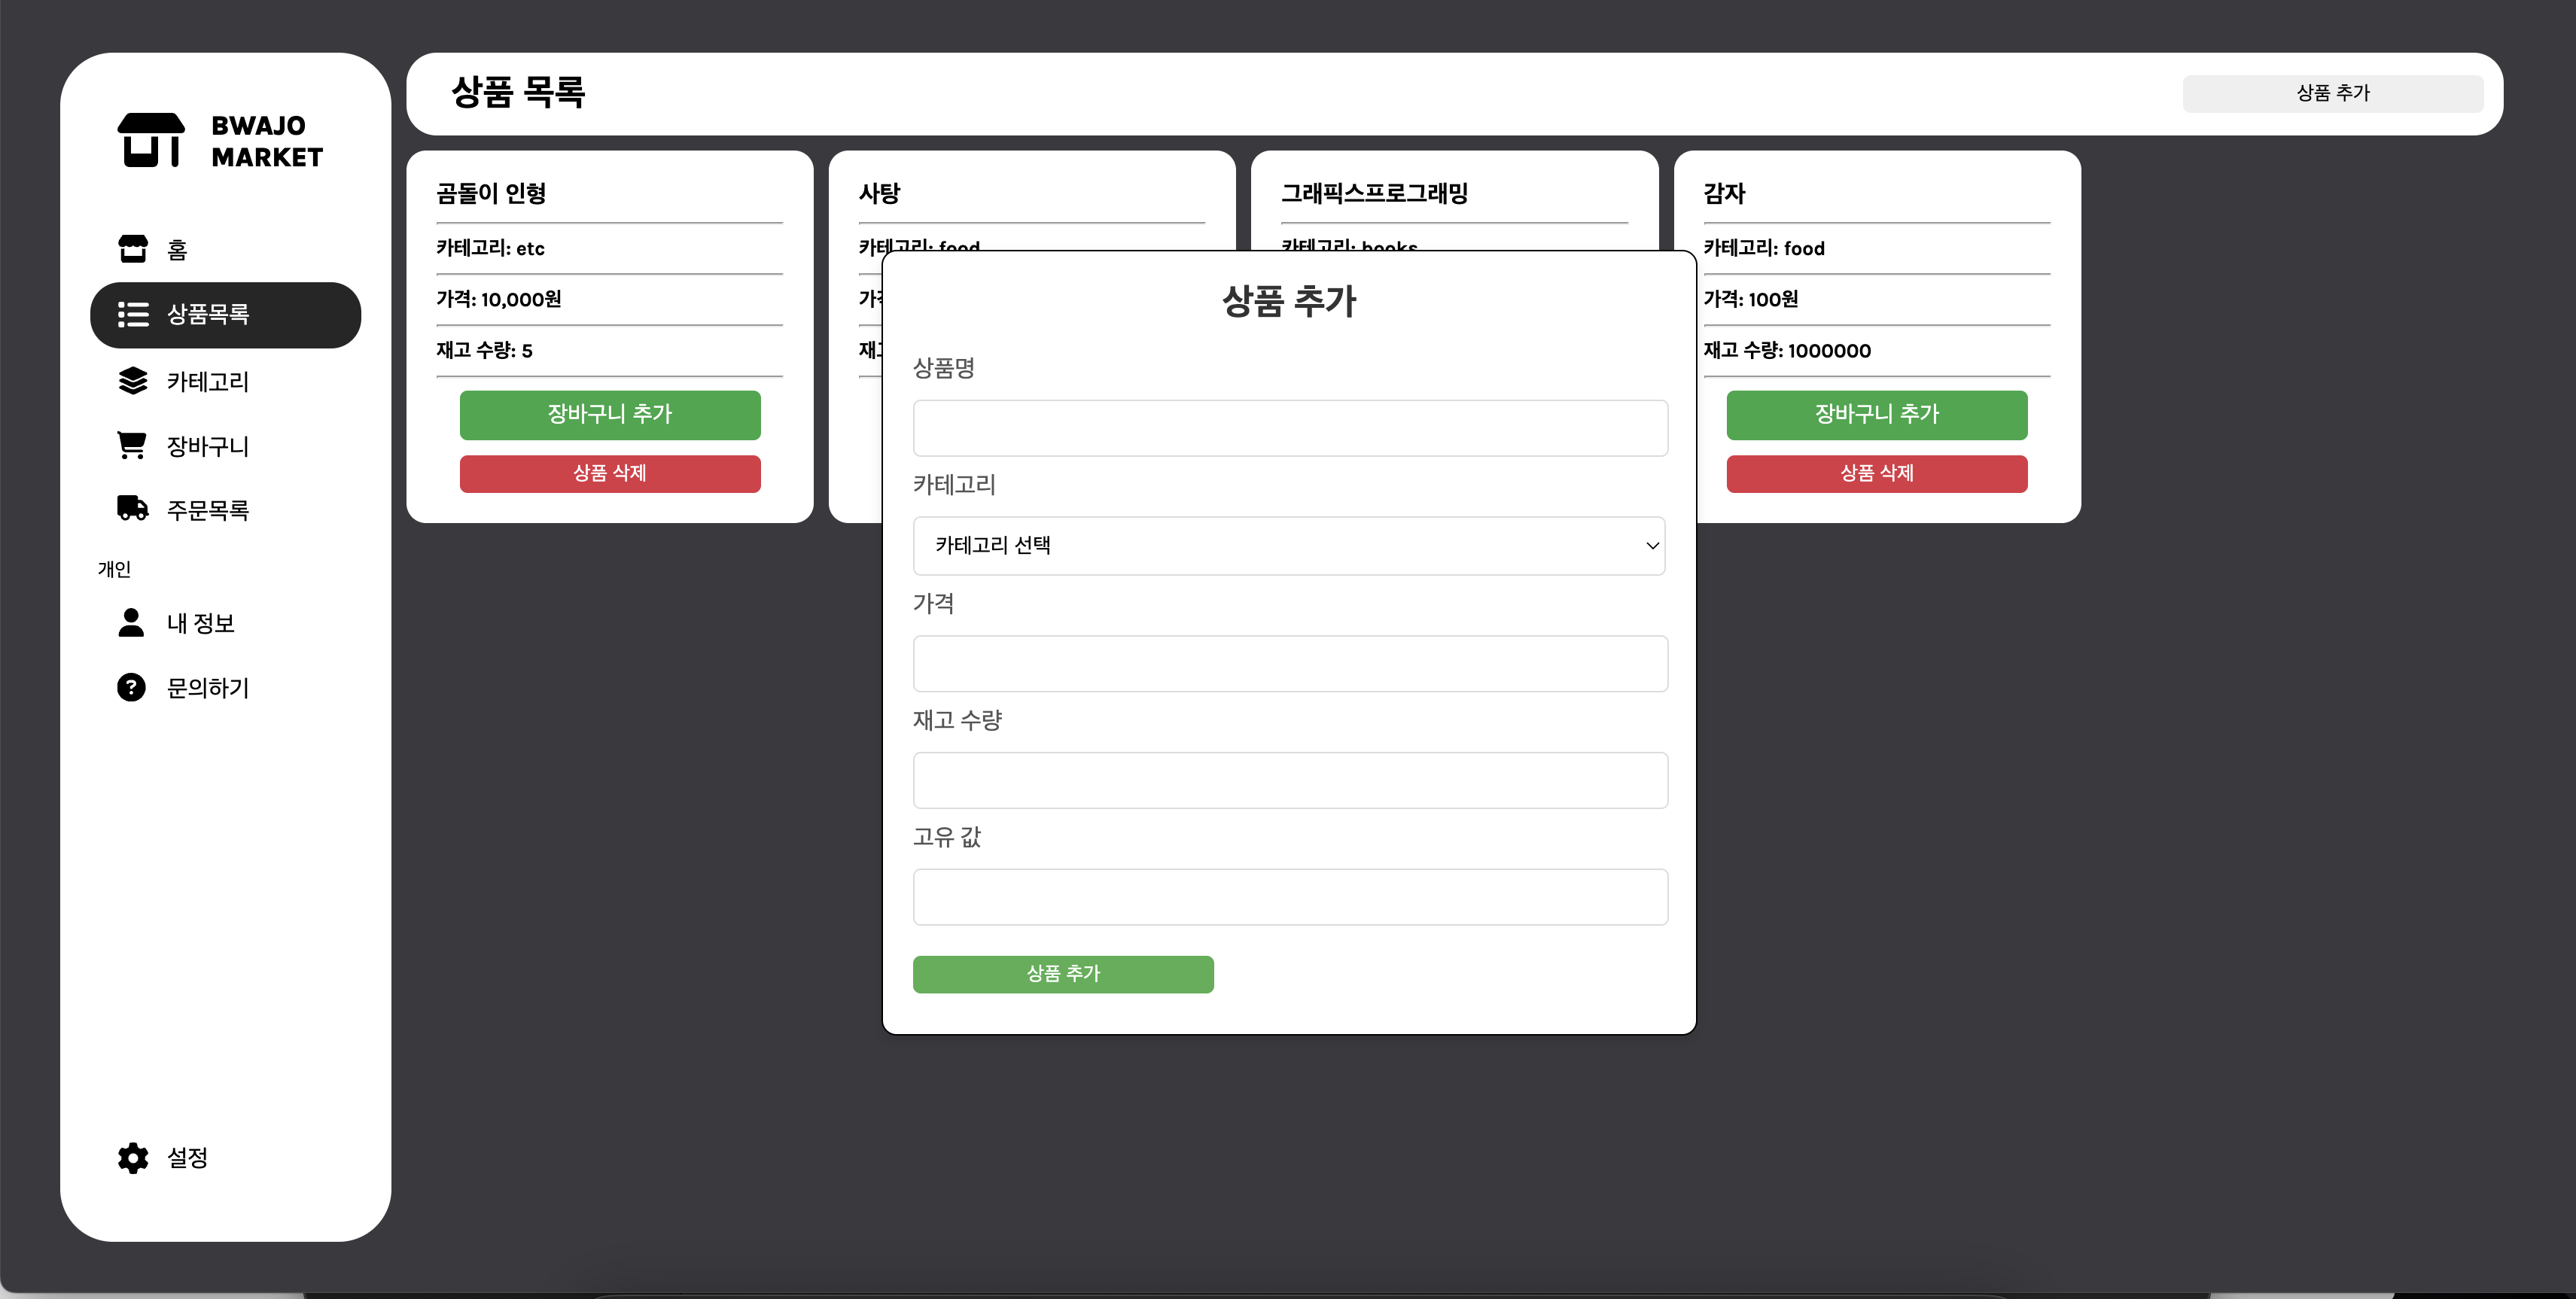 BWAJO
MARKET
홈
상품목록
카테고리
장바구니
주문목록
개인
내 정보
문의하기
설정
상품 목록
상품 추가
곰돌이 인형
카테고리: etc
가격: 10,000원
재고 수량: 5
장바구니 추가
상품 삭제
사탕
카테고리: food
그래픽스프로그래밍
카테고리: books
감자
카테고리: food
가격: 100원
재고 수량: 1000000
장바구니 추가
상품 삭제
상품 추가
상품명
카테고리
카테고리 선택
가격
재고 수량
고유 값
상품 추가